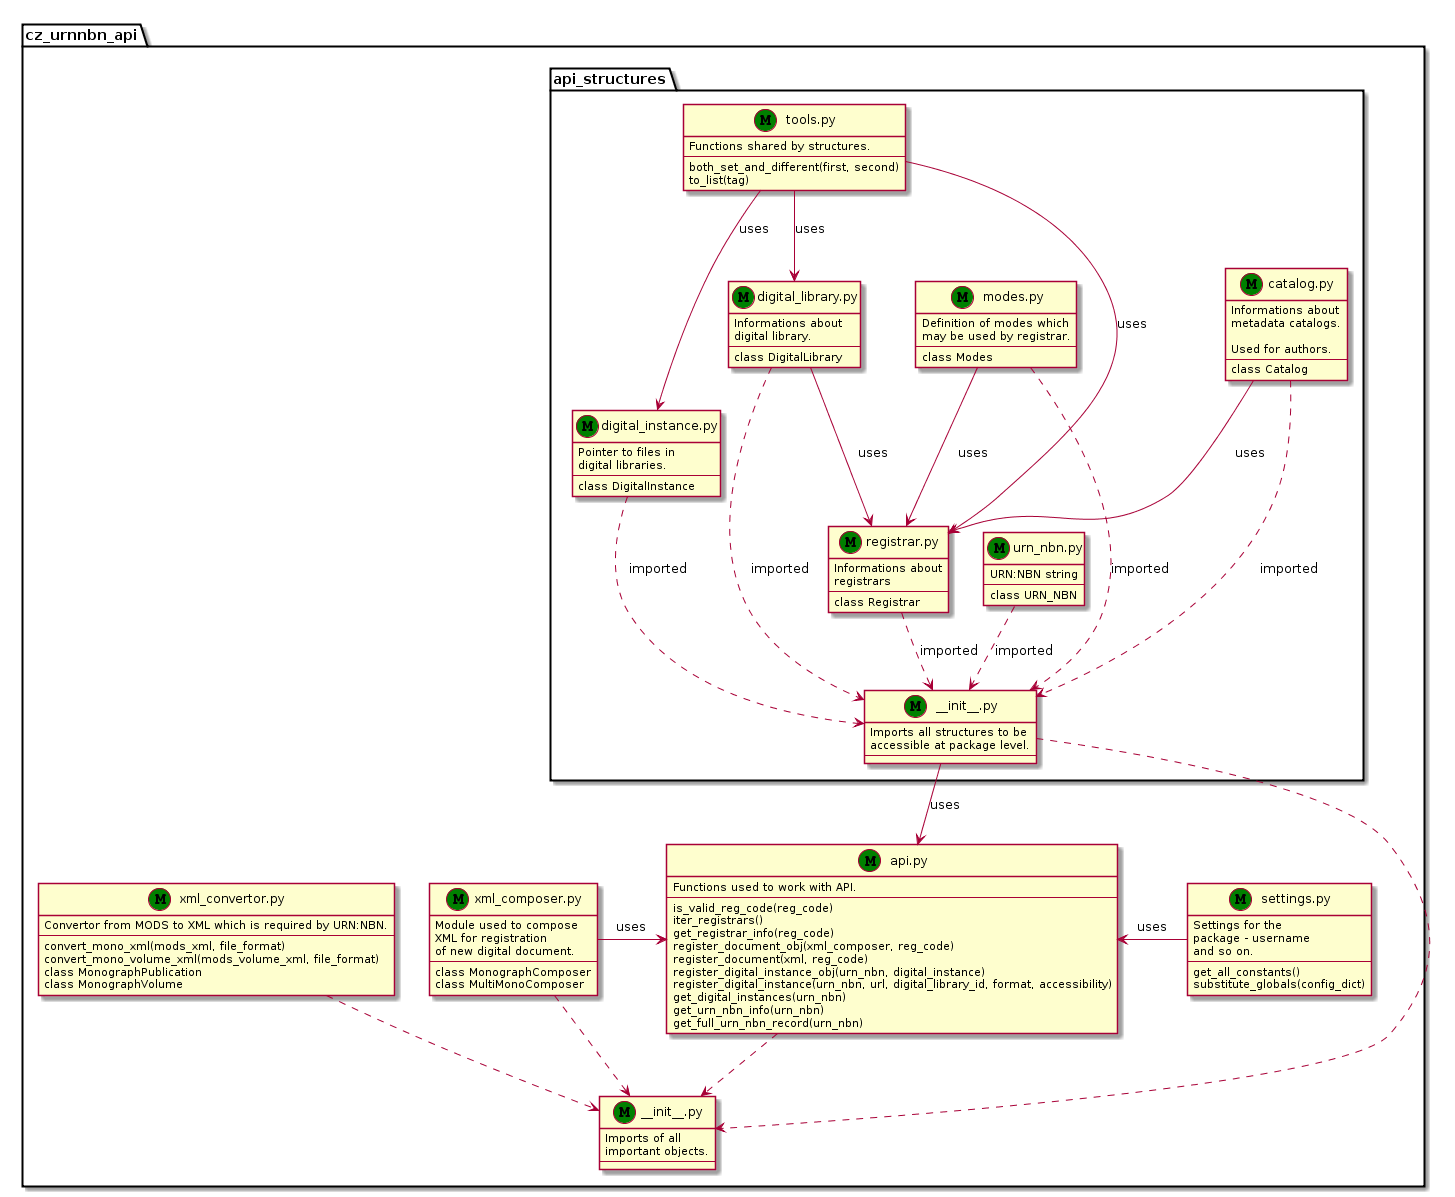 cz_urnnbn_api
api_structures
M tools.py
Functions shared by structures.
both_set_and_different(first, second)
to_list(tag)
uses
uses
uses
M digital_library.py
Informations about
digital library.
class DigitalLibrary
M modes.py
Definition of modes which
may be used by registrar.
class Modes
M catalog.py
Informations about
metadata catalogs.
Used for authors.
class Catalog
M digital_instance.py
Pointer to files in
digital libraries.
class DigitalInstance
uses
uses
uses
M registrar.py
Informations about
registrars
class Registrar
M urn_nbn.py
URN:NBN string
class URN_NBN
imported
imported
imported
imported
imported
imported
M __init__.py
Imports all structures to be
accessible at package level.
uses
M api.py
Functions used to work with API.
is_valid_reg_code(reg_code)
iter_registrars()
get_registrar_info(reg_code)
register_document_obj(xml_composer, reg_code)
register_document(xml, reg_code)
register_digital_instance_obj(urn_nbn, digital_instance)
register_digital_instance(urn_nbn, url, digital_library_id, format, accessibility)
get_digital_instances(urn_nbn)
get_urn_nbn_info(urn_nbn)
get_full_urn_nbn_record(urn_nbn)
M xml_convertor.py
Convertor from MODS to XML which is required by URN:NBN.
convert_mono_xml(mods_xml, file_format)
convert_mono_volume_xml(mods_volume_xml, file_format)
class MonographPublication
class MonographVolume
M xml_composer.py
Module used to compose
XML for registration
of new digital document.
class MonographComposer
class MultiMonoComposer
uses
uses
M settings.py
Settings for the
package - username
and so on.
get_all_constants()
substitute_globals(config_dict)
M __init__.py
Imports of all
important objects.